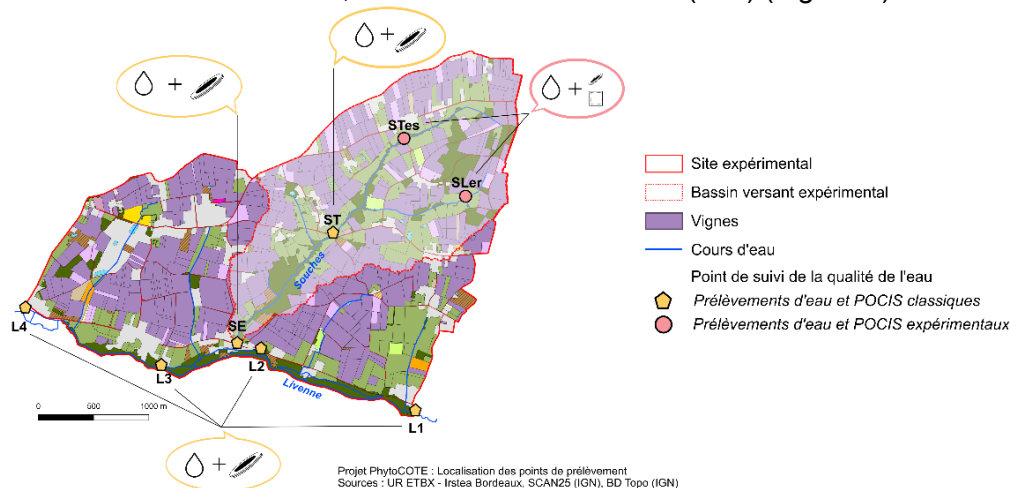 STes
SLer
ST
Souches
SE
L4
L3
L2
Livenne
L1
0 500 1000 m
Site expérimental
Bassin versant expérimental
Vignes
Cours d'eau
Point de suivi de la qualité de l'eau
Prélèvements d'eau et POCIS classiques
Prélèvements d'eau et POCIS expérimentaux
Projet PhytoCOTE : Localisation des points de prélèvement
Sources : UR ETBX - Irstea Bordeaux, SCAN25 (IGN), BD Topo (IGN)